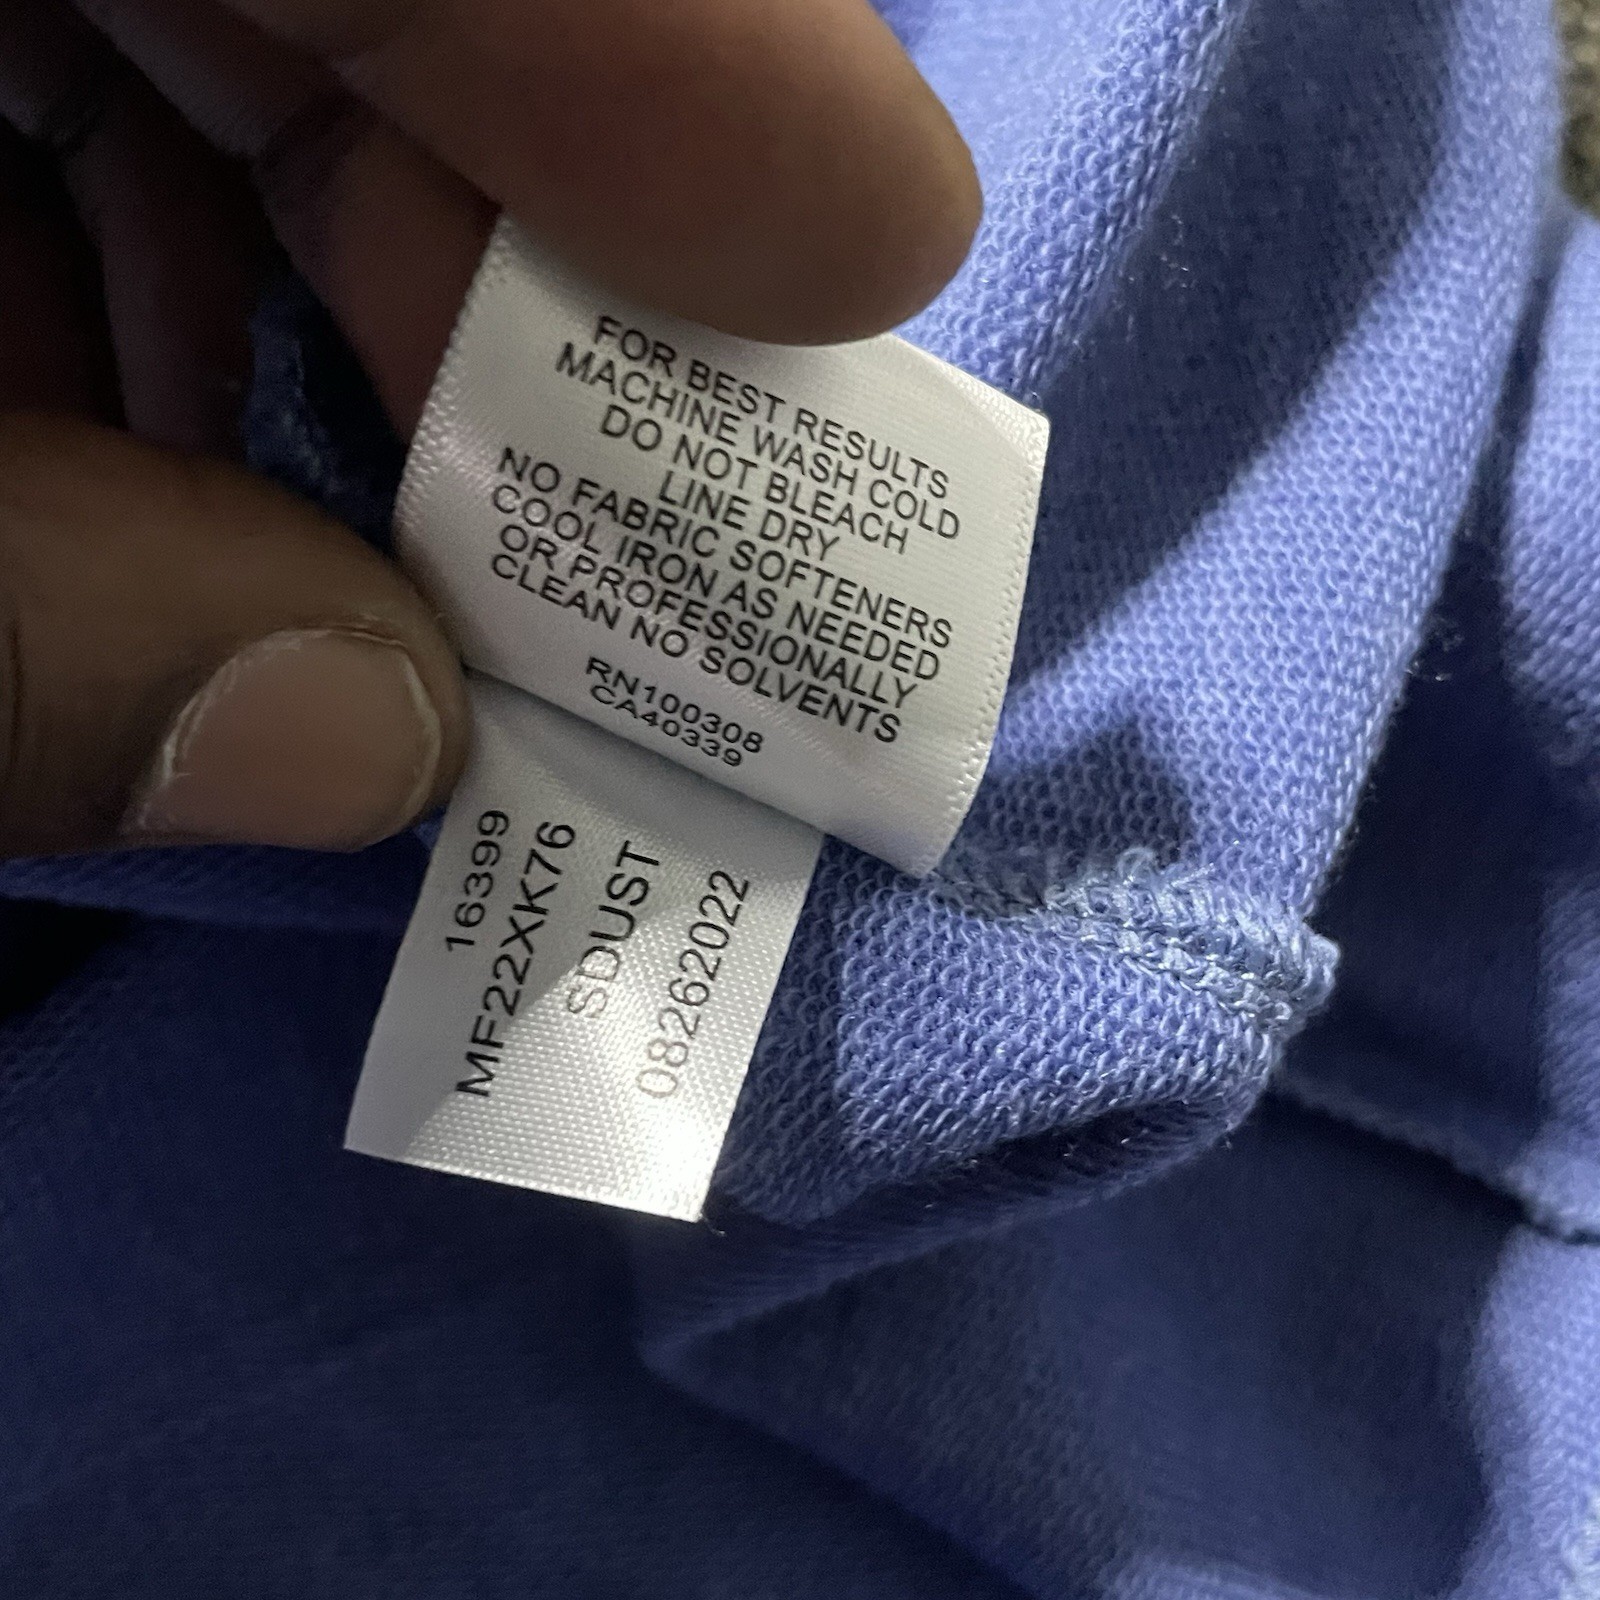 FOR BEST RESULTS
MACHINE WASH COLD
DO NOT BLEACH
LINE DRY
NO FABRIC SOFTENERS
COOL IRON AS NEEDED
OR PROFESSIONALLY
CLEAN NO SOLVENTS
RN100308
CA40339
16399
MF22XK76
SDUST
08262022